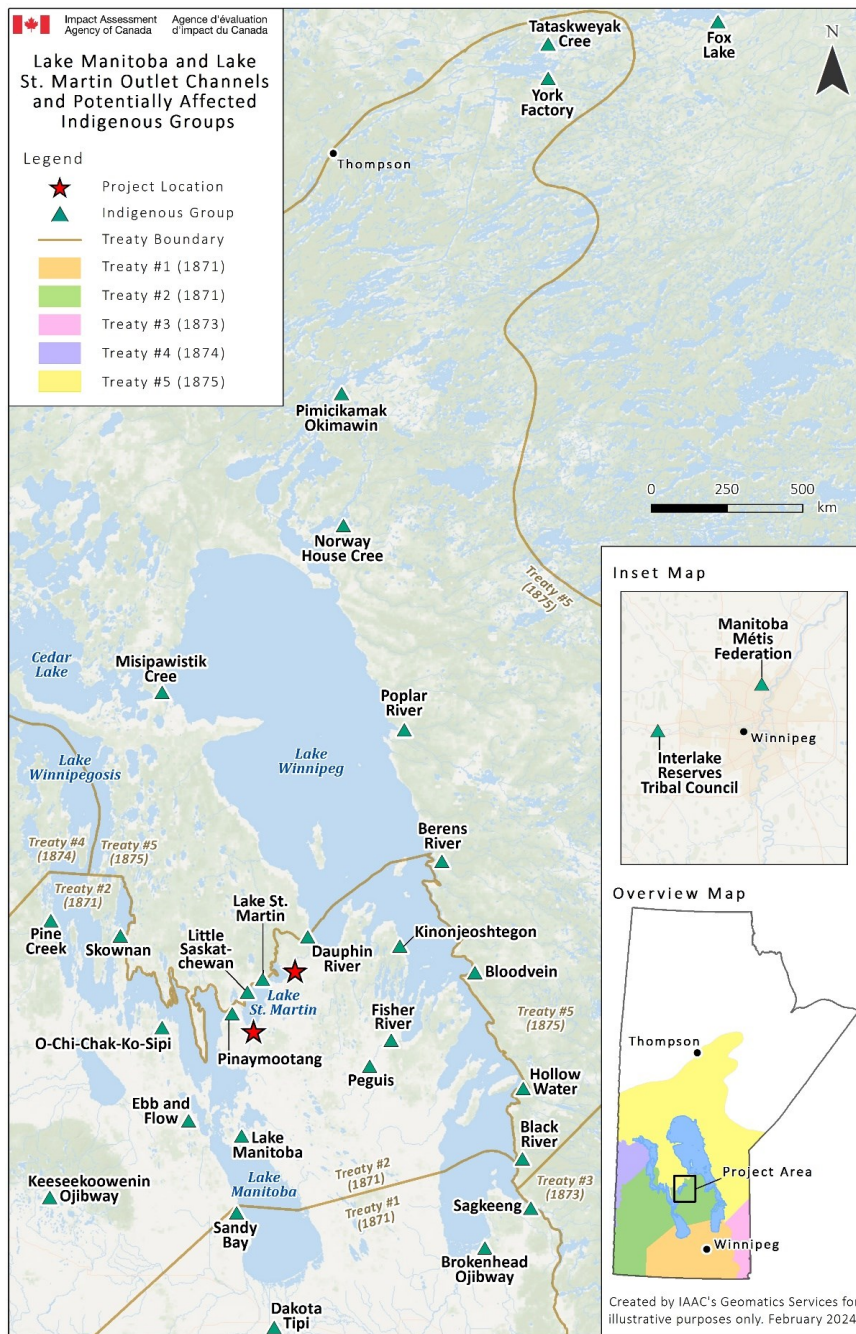 Impact Assessment
Agency of Canada
Agence d'évaluation
d'impact du Canada
Lake Manitoba and Lake
St. Martin Outlet Channels
and Potentially Affected
Indigenous Groups
Legend
Project Location
Indigenous Group
Treaty Boundary
Treaty #1 (1871)
Treaty #2 (1871)
Treaty #3 (1873)
Treaty #4 (1874)
Treaty #5 (1875)
Tataskweyak
Cree
Fox
Lake
N
York
Factory
Thompson
Pimicikamak
Okimawin
0 250 500
km
Norway
House Cree
Treaty #5
(1875)
Cedar
Lake
Misipawistik
Cree
Poplar
River
Lake
Winnipegosis
Lake
Winnipeg
Treaty #4
(1874)
Treaty #5
(1875)
Berens
River
Treaty #2
(1871)
Lake St.
Martin
Pine
Creek
Skownan
Little
Saskat-
chewan
Dauphin
River
Kinonjeoshtegon
Bloodvein
Lake
St. Martin
Fisher
River
Treaty #5
(1875)
O-Chi-Chak-Ko-Sipi
Pinaymootang
Peguis
Hollow
Water
Ebb and
Flow
Lake
Manitoba
Black
River
Keeseekoowenin
Ojibway
Lake
Manitoba
Treaty #2
(1871)
Treaty #1
(1871)
Treaty #3
(1873)
Sandy
Bay
Sagkeeng
Brokenhead
Ojibway
Dakota
Tipi
Inset Map
Manitoba
Métis
Federation
Winnipeg
Interlake
Reserves
Tribal Council
Overview Map
Thompson
Project Area
Winnipeg
Created by IAAC's Geomatics Services for
illustrative purposes only. February 2024